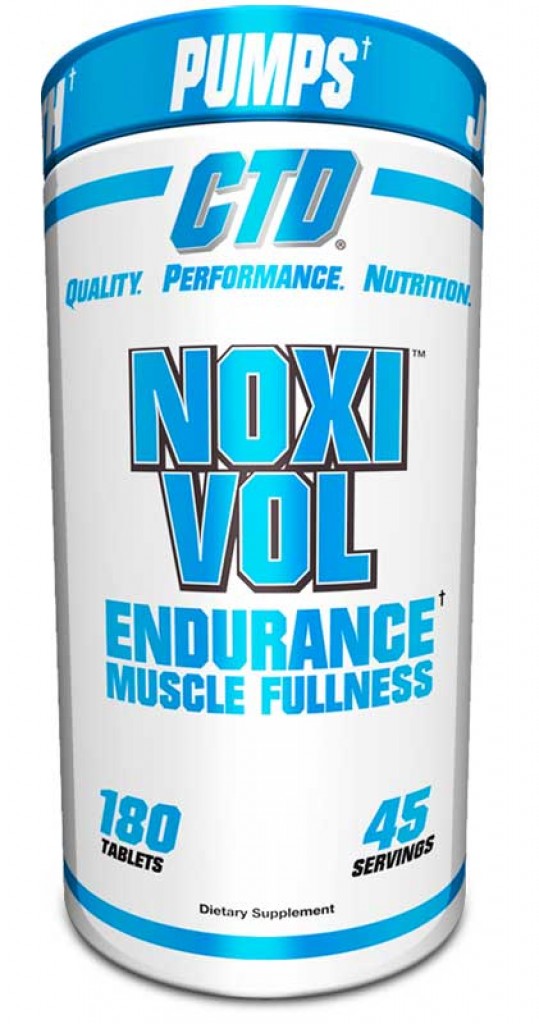 PUMPS†
CTD®
QUALITY. PERFORMANCE. NUTRITION.
NOXI™
VOL
ENDURANCE†
MUSCLE FULLNESS
180
TABLETS
45
SERVINGS
Dietary Supplement